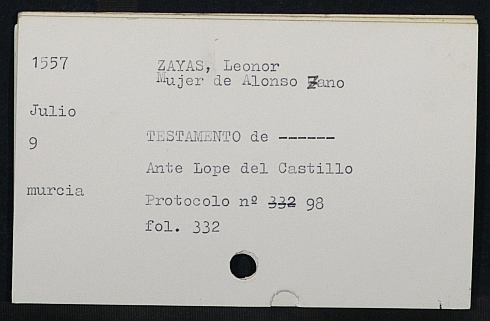 1557
ZAYAS, Leonor
Mujer de Alonso Zano
Julio
9
TESTAMENTO de ------
Ante Lope del Castillo
murcia
Protocolo nº 332 98
fol. 332